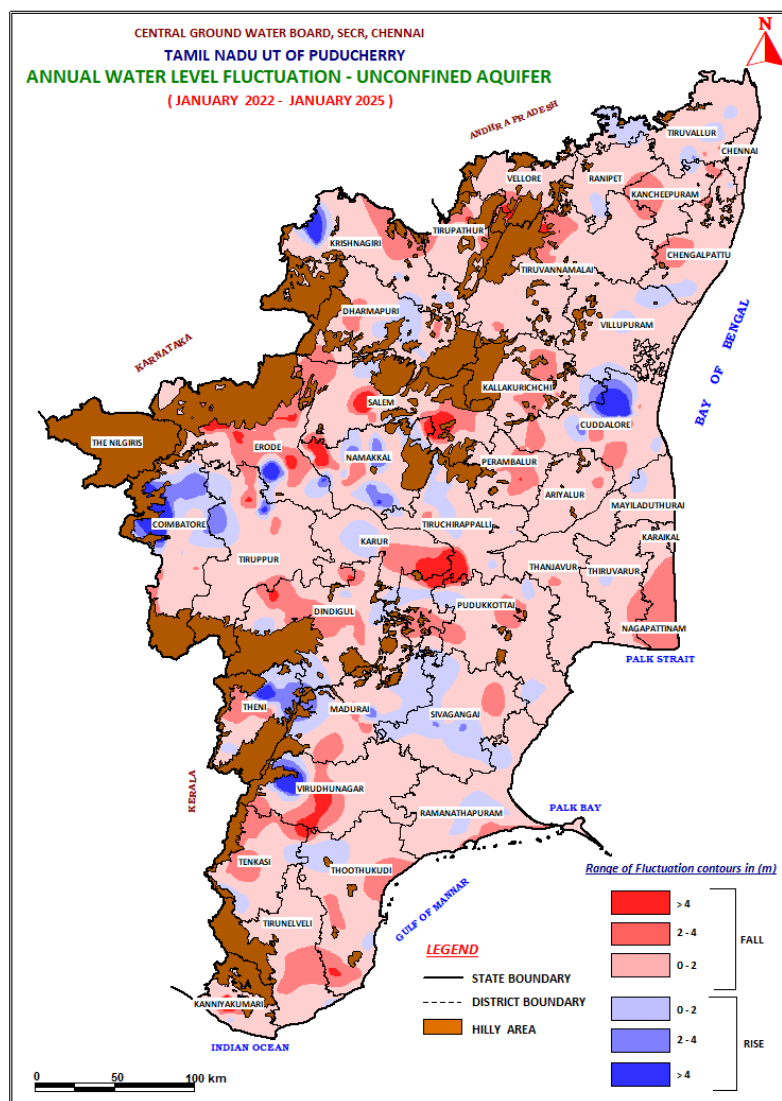 CENTRAL GROUND WATER BOARD, SECR, CHENNAI
TAMIL NADU UT OF PUDUCHERRY
ANNUAL WATER LEVEL FLUCTUATION - UNCONFINED AQUIFER
( JANUARY 2022 - JANUARY 2025 )
N
ANDHRA PRADESH
TIRUVALLUR
CHENNAI
VELLORE
RANIPET
KANCHEEPURAM
TIRUPATHUR
KRISHNAGIRI
CHENGALPATTU
TIRUVANNAMALAI
DHARMAPURI
VILLUPURAM
BAY OF BENGAL
KARNATAKA
KALLAKURICHCHI
SALEM
CUDDALORE
THE NILGIRIS
ERODE
NAMAKKAL
PERAMBALUR
ARIYALUR
MAYILADUTHURAI
COIMBATORE
TIRUCHIRAPPALLI
KARUR
KARAIKAL
TIRUPPUR
THANJAVUR
THIRUVARUR
DINDIGUL
PUDUKKOTTAI
NAGAPATTINAM
PALK STRAIT
THENI
MADURAI
SIVAGANGAI
KERALA
VIRUDHUNAGAR
RAMANATHAPURAM
PALK BAY
TENKASI
THOOTHUKUDI
GULF OF MANNAR
TIRUNELVELI
KANNIYAKUMARI
INDIAN OCEAN
0 50 100 km
LEGEND
STATE BOUNDARY
DISTRICT BOUNDARY
HILLY AREA
Range of Fluctuation contours in (m)
> 4
2 - 4
0 - 2
FALL
0 - 2
2 - 4
> 4
RISE